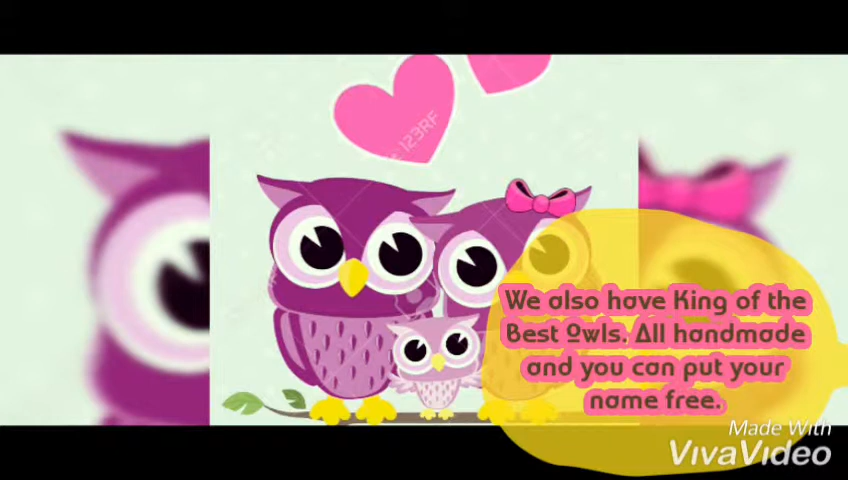 123RF
We also have King of the
Best Owls. All handmade
and you can put your
name free.
Made With
VivaVideo